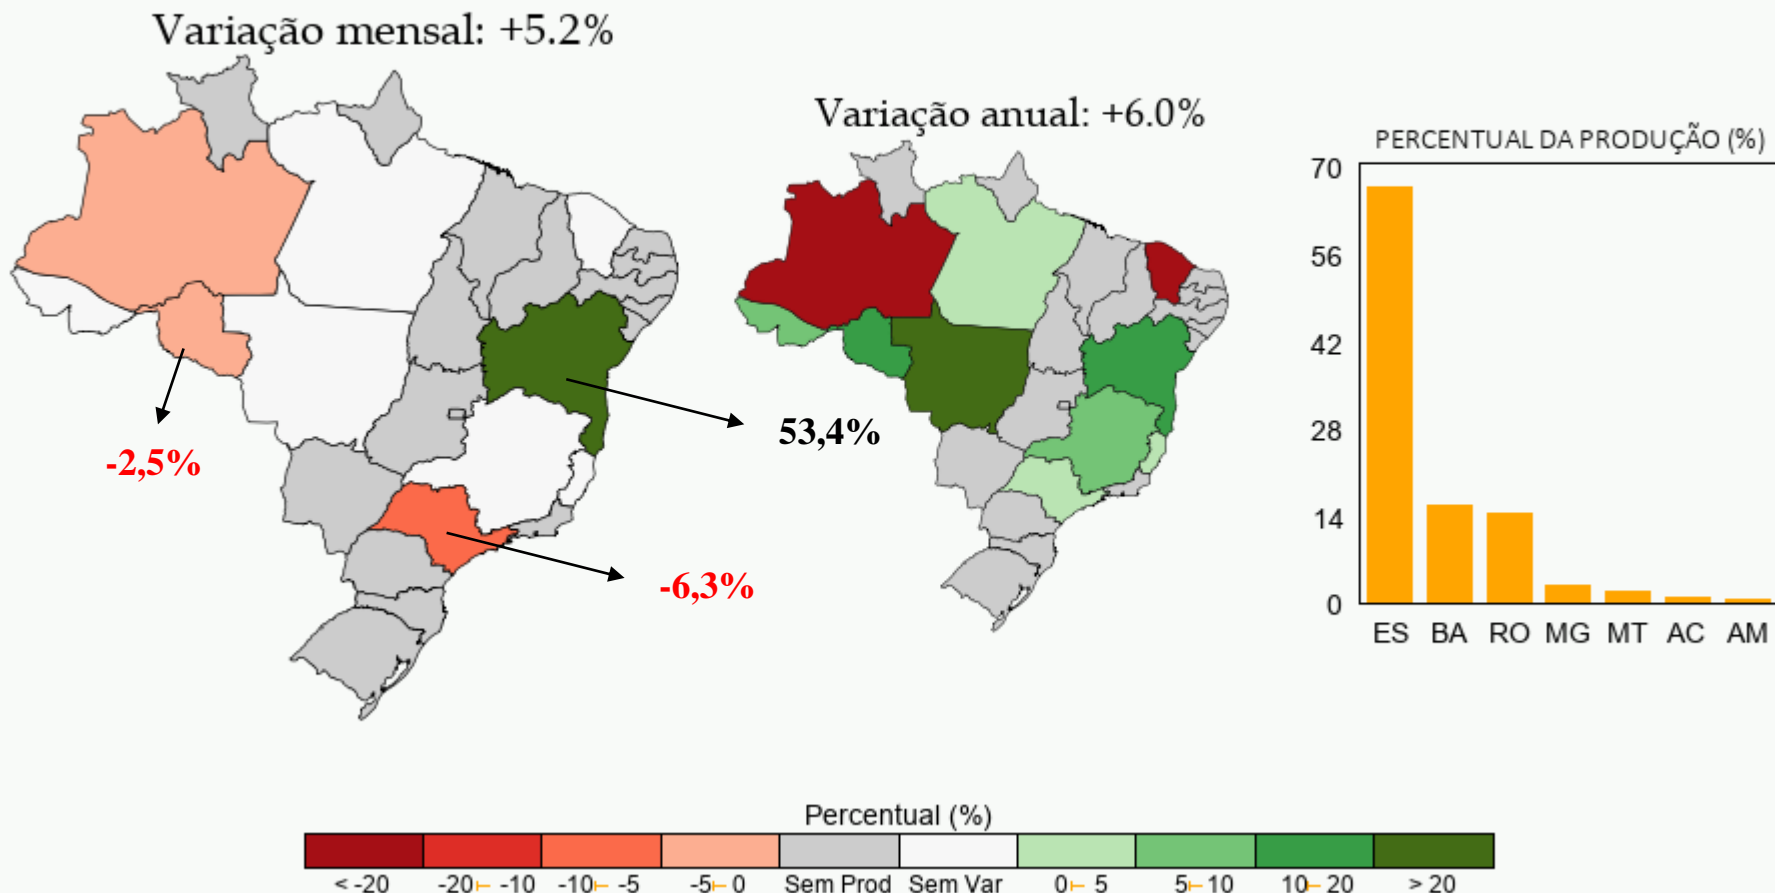 Variação mensal: +5.2%
-2,5%
53,4%
-6,3%
Variação anual: +6.0%
PERCENTUAL DA PRODUÇÃO (%)
70
56
42
28
14
0
ES BA RO MG MT AC AM
Percentual (%)
< -20 -20⊢ -10 -10⊢ -5 -5⊢ 0 Sem Prod Sem Var 0⊢ 5 5⊢ 10 10⊢ 20 > 20